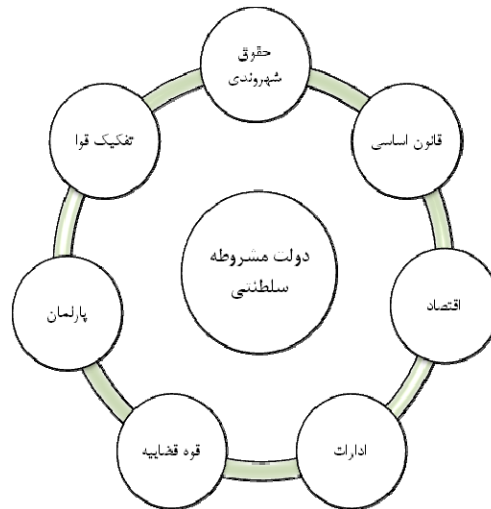 حقوق
شهروندی
قانون اساسی
اقتصاد
ادارات
قوه قضاییه
پارلمان
تفکیک قوا
دولت مشروطه
سلطنتی